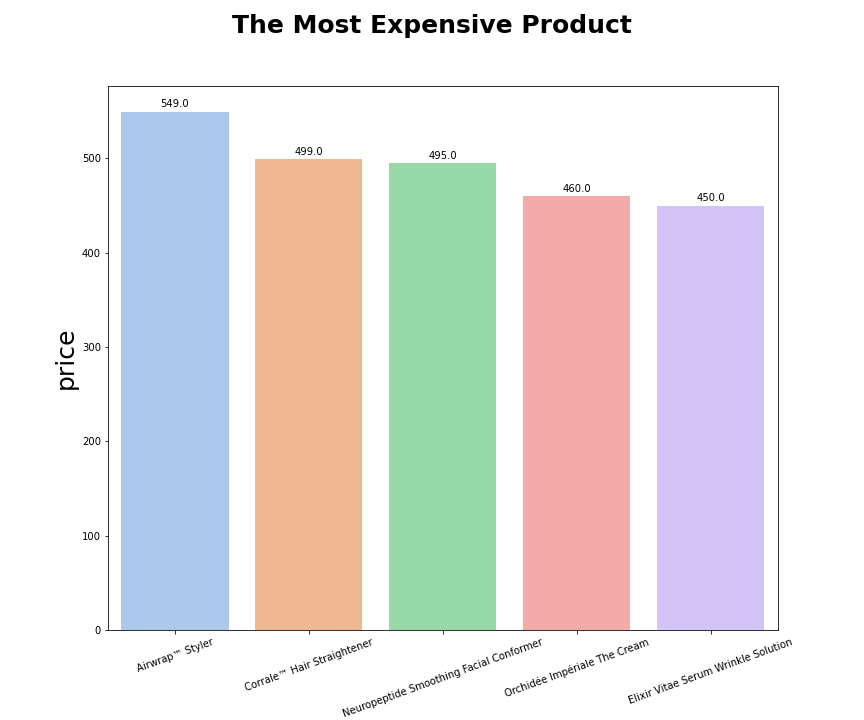 The Most Expensive Product
549.0
499.0
495.0
460.0
450.0
500
400
300
200
100
0
price
Airwrap™ Styler
Corrale™ Hair Straightener
Neuropeptide Smoothing Facial Conformer
Orchidée Impériale The Cream
Elixir Vitae Serum Wrinkle Solution